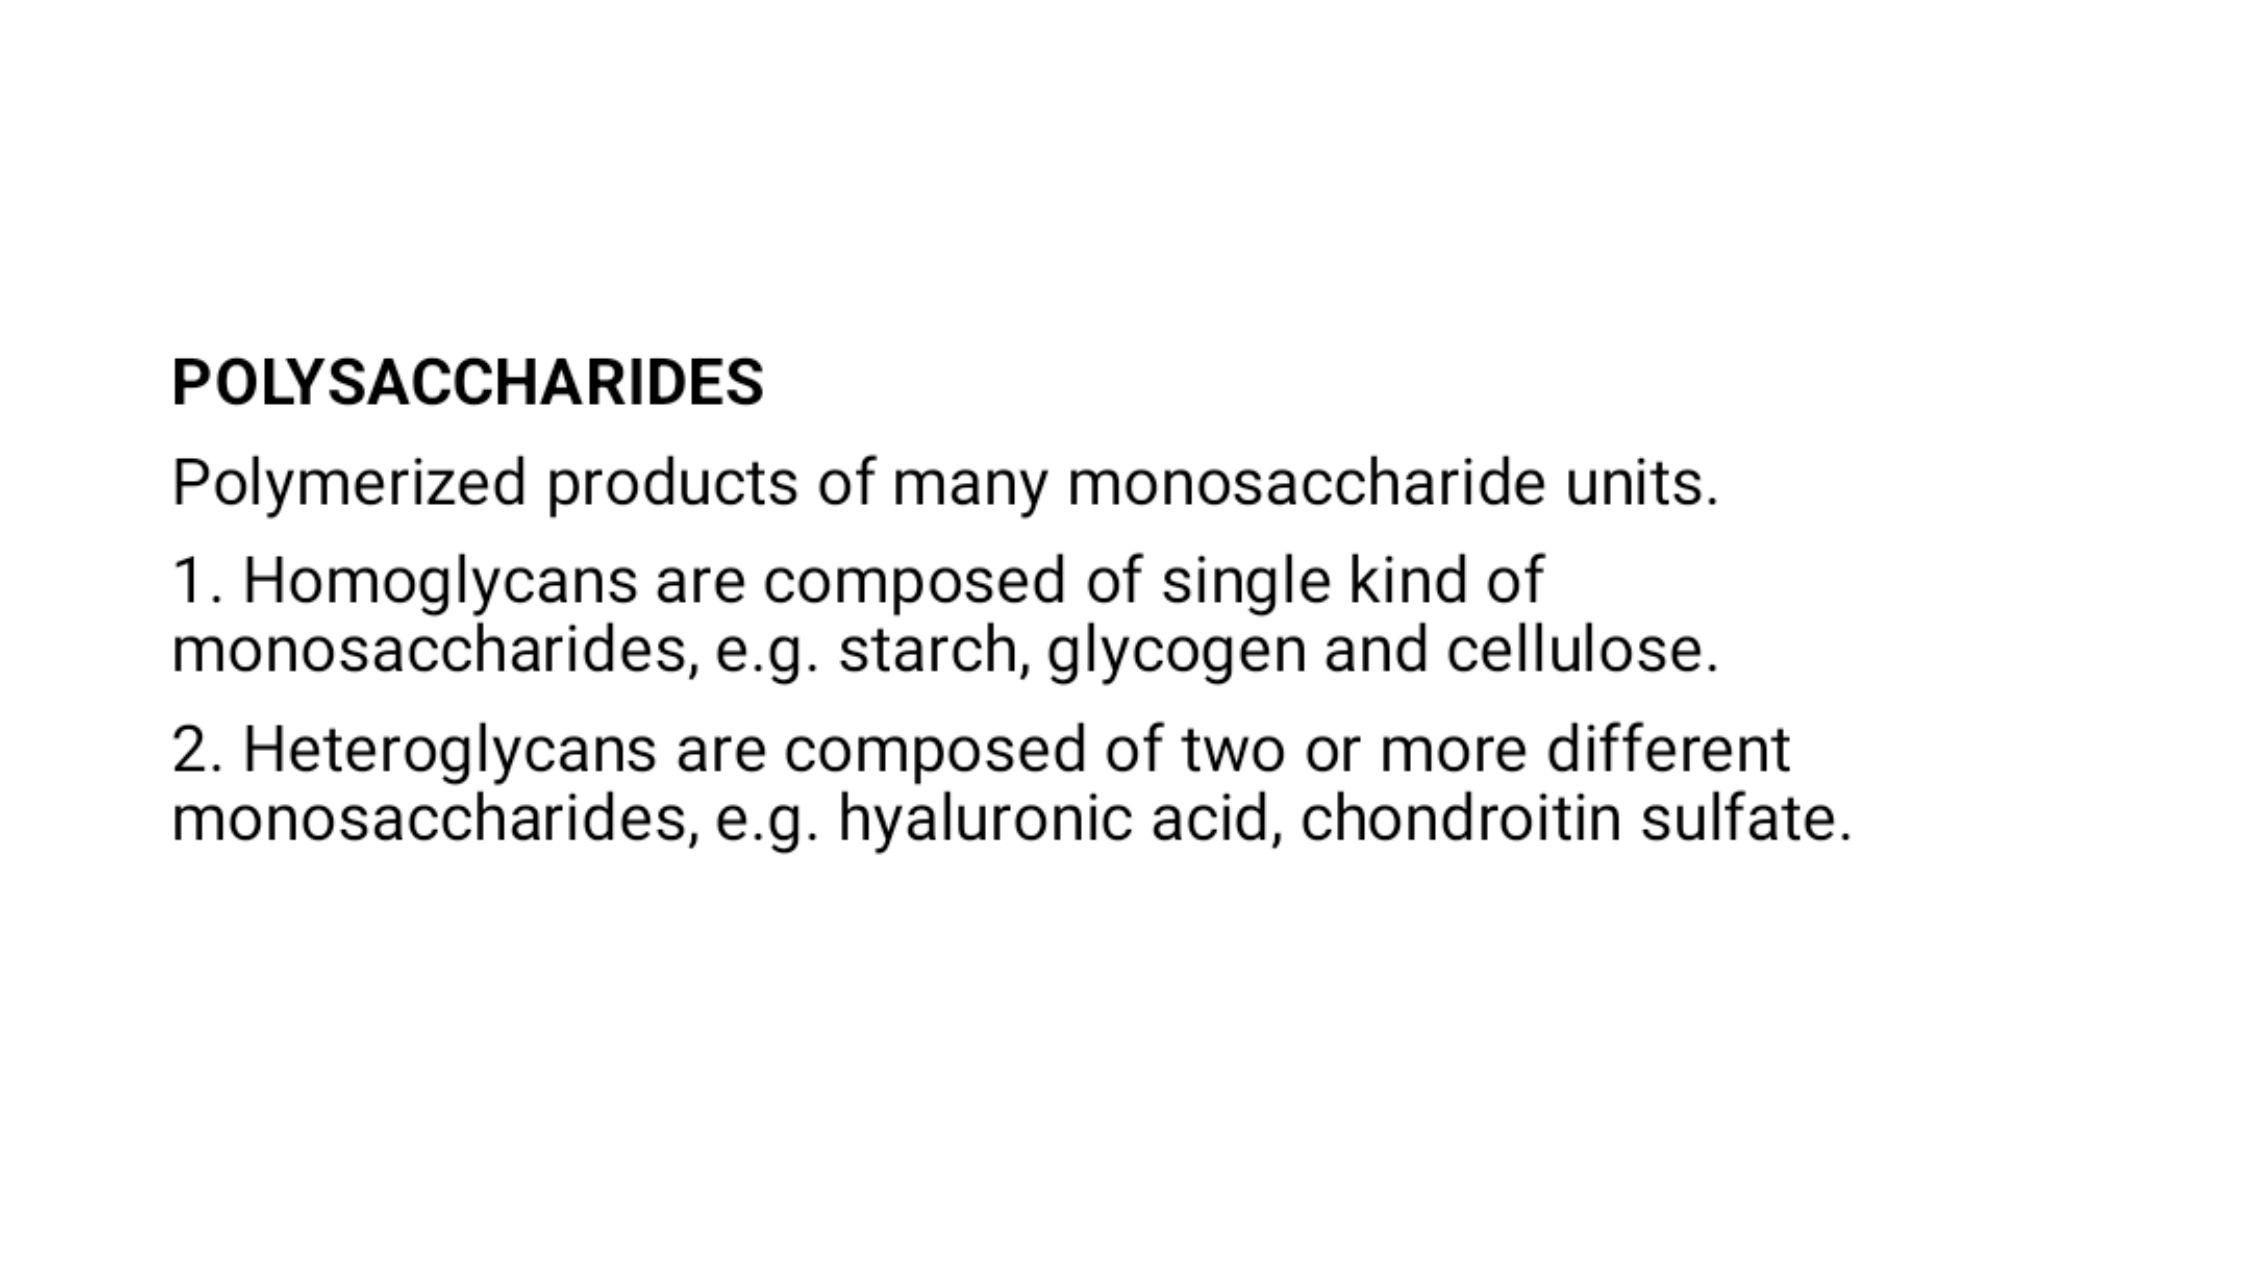 POLYSACCHARIDES
Polymerized products of many monosaccharide units.
1. Homoglycans are composed of single kind of
monosaccharides, e.g. starch, glycogen and cellulose.
2. Heteroglycans are composed of two or more different
monosaccharides, e.g. hyaluronic acid, chondroitin sulfate.